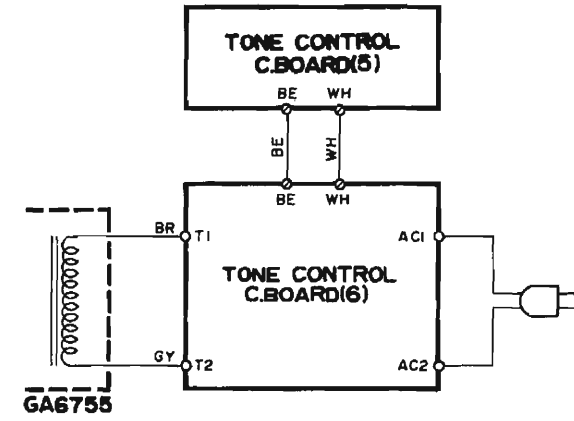 TONE CONTROL
C.BOARD(5)
BE WH
BE WH
BE WH
BR T1 AC1
TONE CONTROL
C.BOARD(6)
GY T2 AC2
GA6755